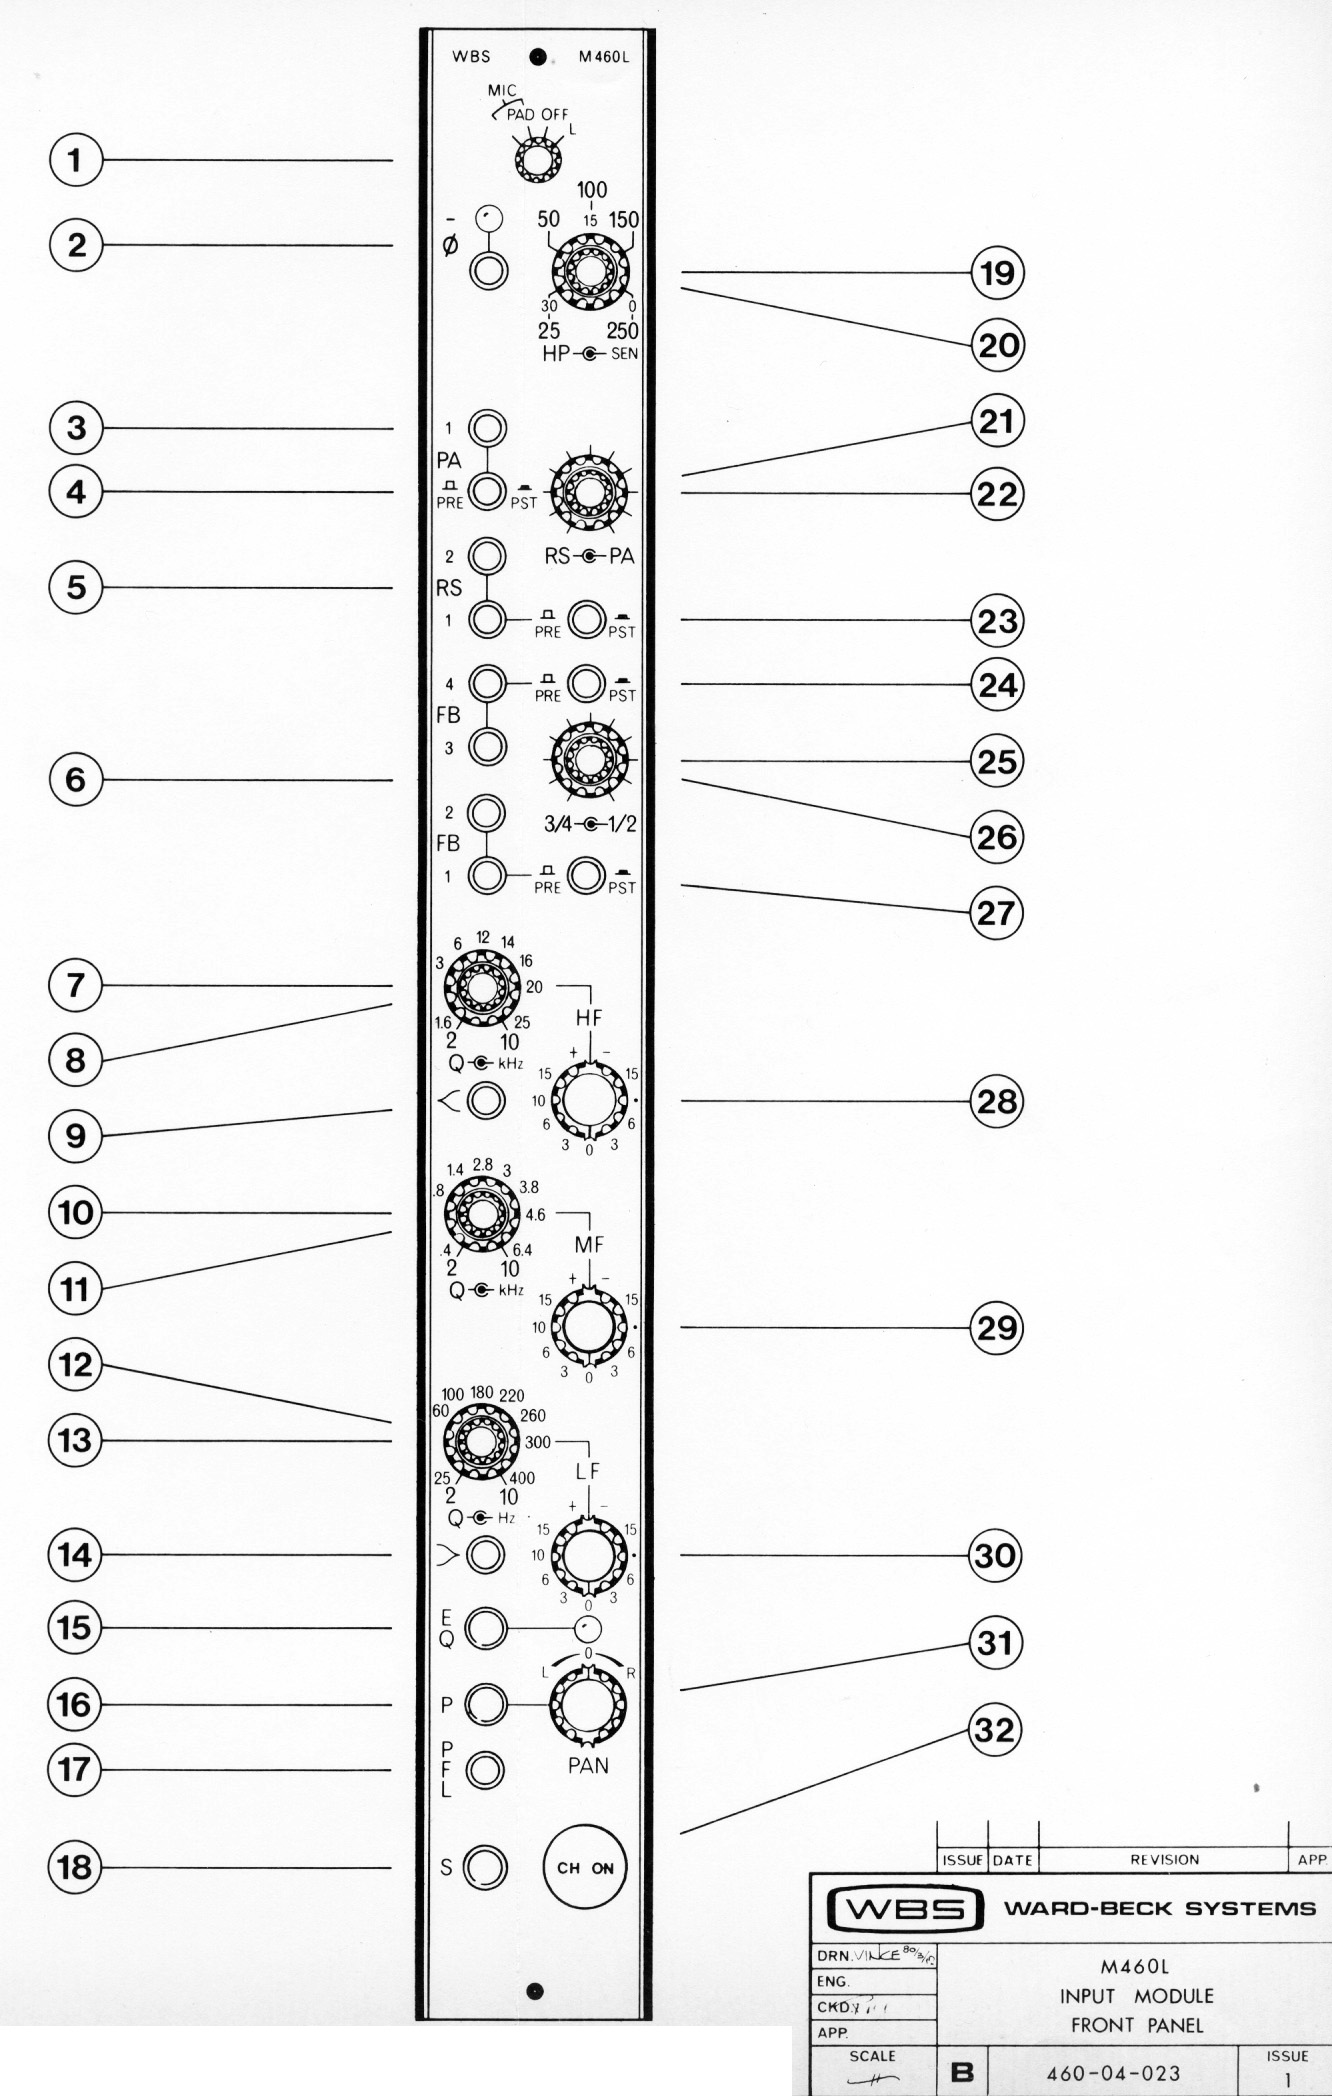 WBS M460L
MIC
PAD OFF
L
1
100
- 50 15 150
2 Ø
19
30 0
25 250
20
HP SEN
21
3 1
PA
4 PRE PST 22
2 RS PA
5 RS
1 PRE PST 23
4 PRE PST 24
FB
3
25
6
2 3/4 1/2 26
FB
1 PRE PST
27
3 6 12 14 16
7 20
HF
1.6 25
2 10
8 Q kHz
+ -
15 15
10 28
9 6 6
3 0 3
.8 1.4 2.8 3 3.8
10 4.6
MF
.4 6.4
2 10
11 Q kHz
+ -
15 15
10 29
6 6
3 0 3
12
60 100 180 220 260
13 300
LF
25 400
2 10
Q Hz
+ -
15 15
14 10 30
6 6
3 0 3
15 E
Q
0
L R
31
16 P
P
17 F
L
PAN
32
18 S CH ON
ISSUE DATE REVISION APP.
WBS WARD-BECK SYSTEMS
DRN. VINCE
ENG.
CKD.
APP.
M460L
INPUT MODULE
FRONT PANEL
SCALE
B 460-04-023
ISSUE
1